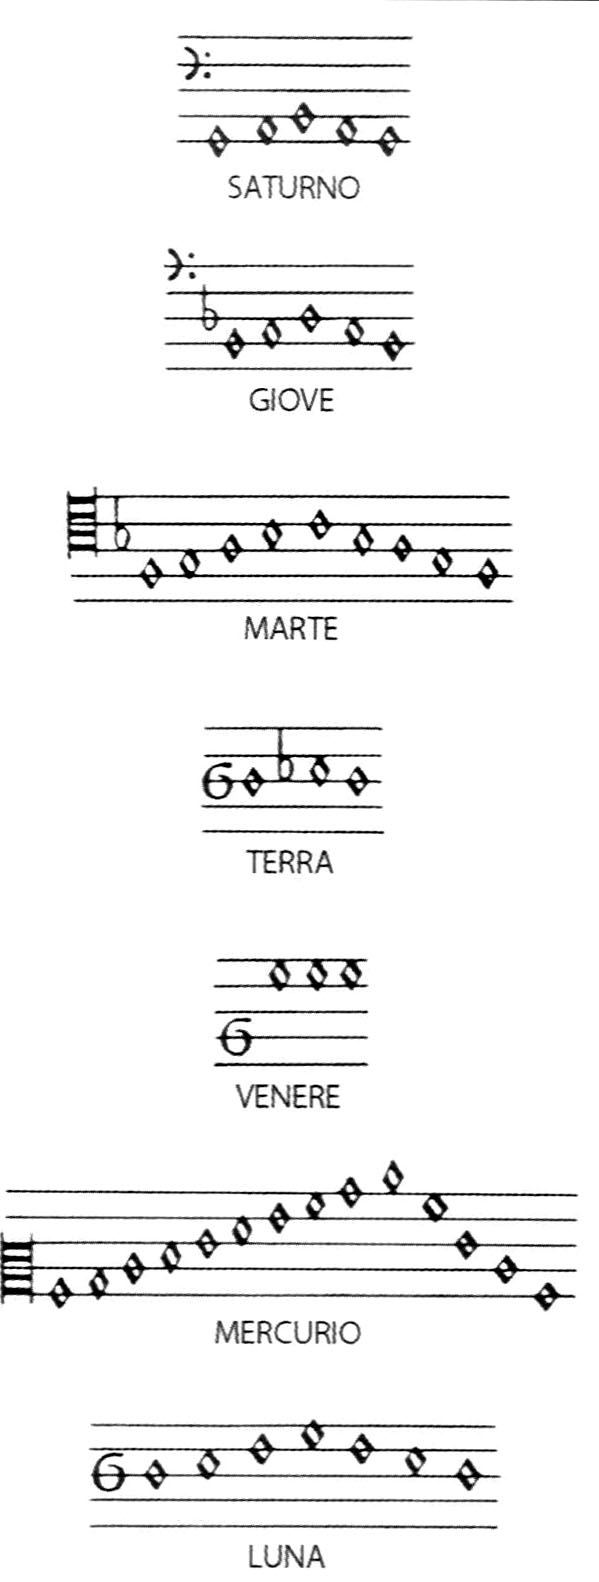 SATURNO
GIOVE
MARTE
TERRA
VENERE
MERCURIO
LUNA